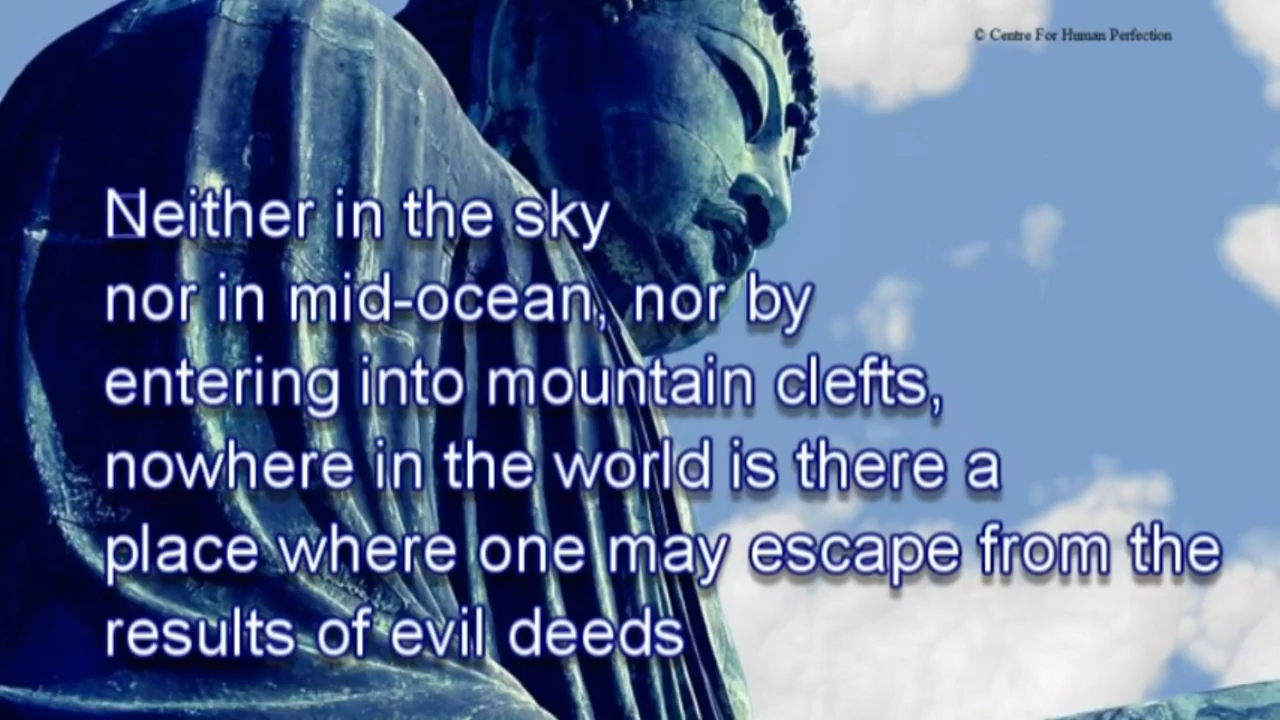 © Centre For Human Perfection
Neither in the sky
nor in mid-ocean, nor by
entering into mountain clefts,
nowhere in the world is there a
place where one may escape from the
results of evil deeds